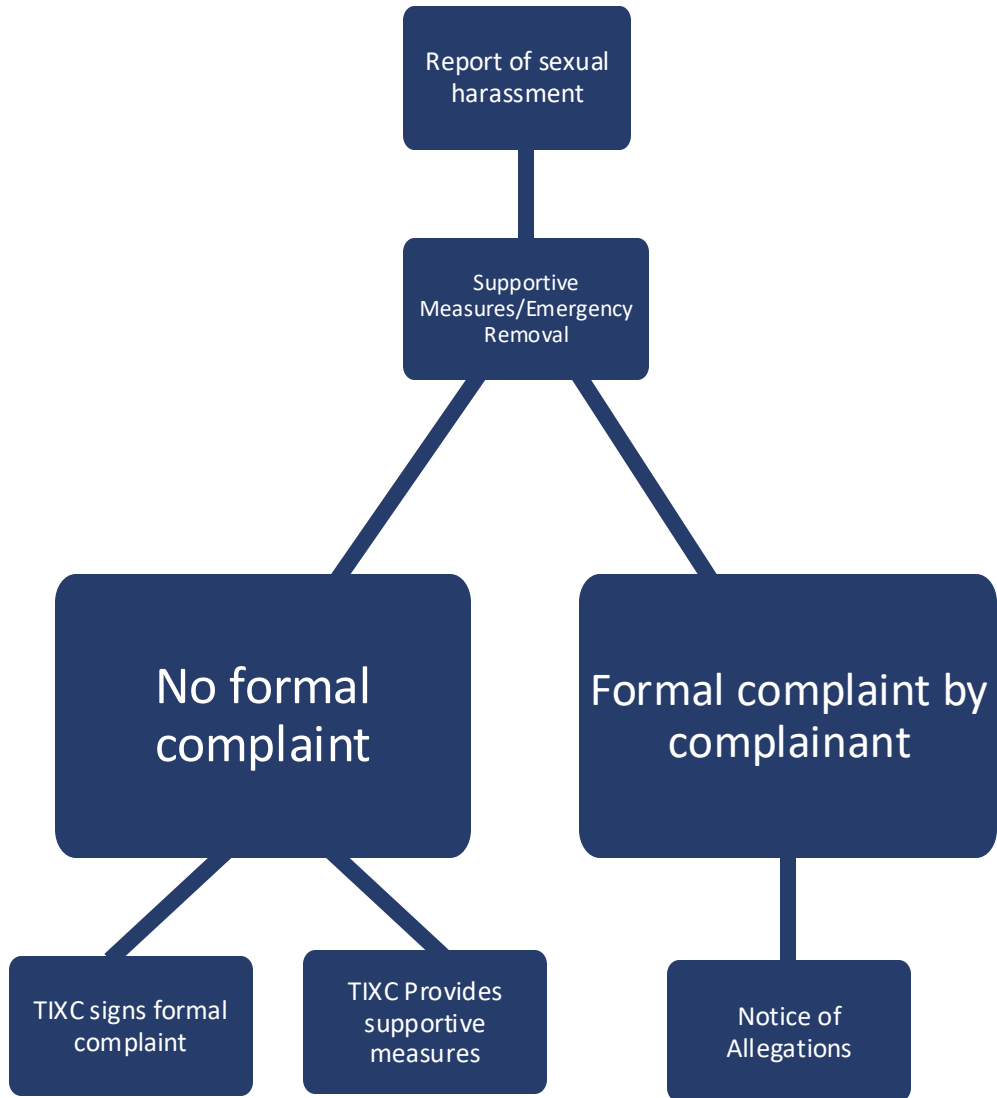 Report of sexual
harassment
Supportive
Measures/Emergency
Removal
No formal
complaint
Formal complaint by
complainant
TIXC signs formal
complaint
TIXC Provides
supportive
measures
Notice of
Allegations